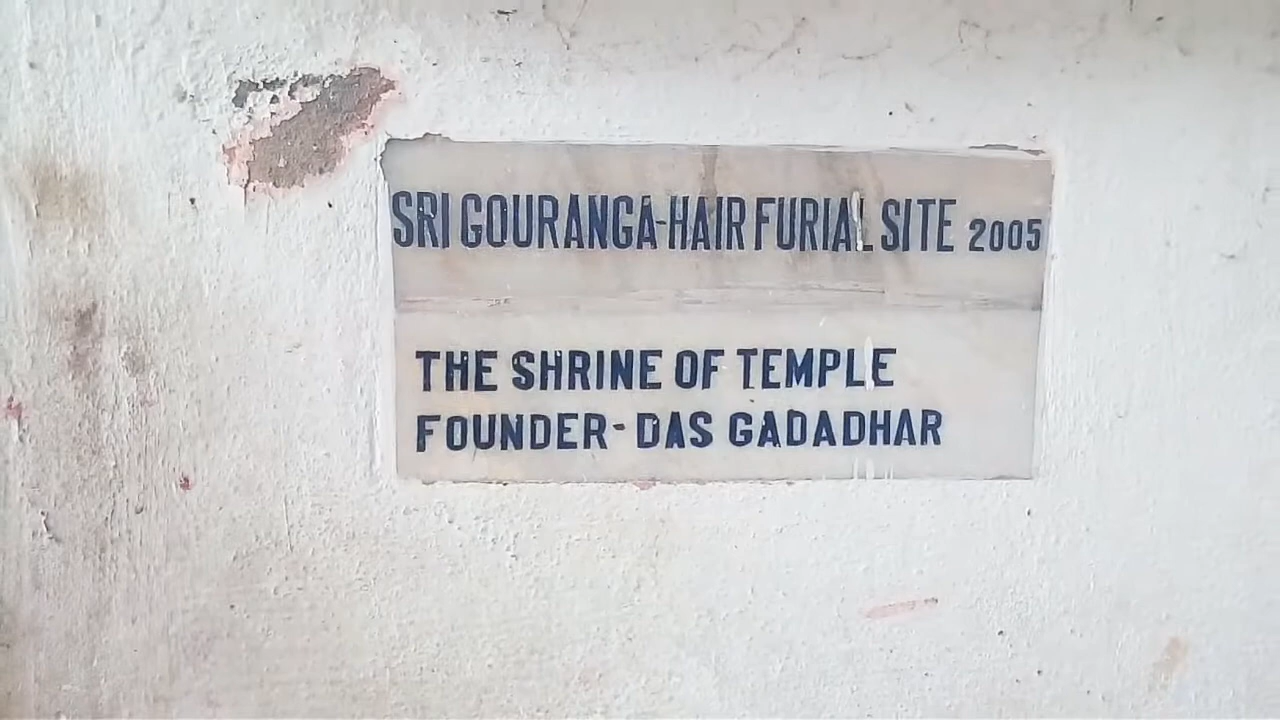 SRI GOURANGA-HAIR FURIAL SITE 2005
THE SHRINE OF TEMPLE
FOUNDER- DAS GADADHAR